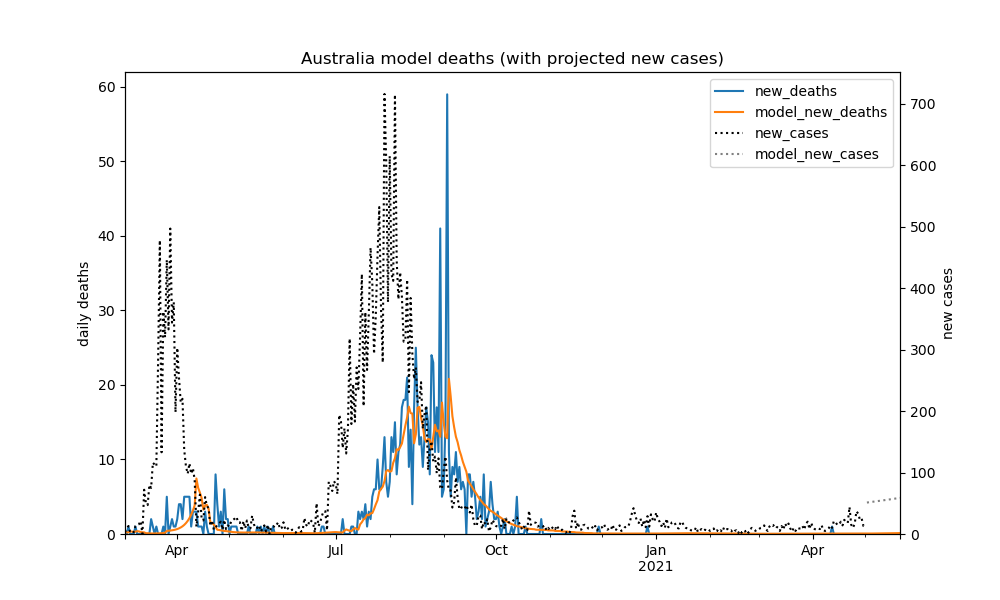 Australia model deaths (with projected new cases)
new_deaths
model_new_deaths
new_cases
model_new_cases
daily deaths
new cases
60
50
40
30
20
10
0
700
600
500
400
300
200
100
0
Apr
Jul
Oct
Jan
2021
Apr